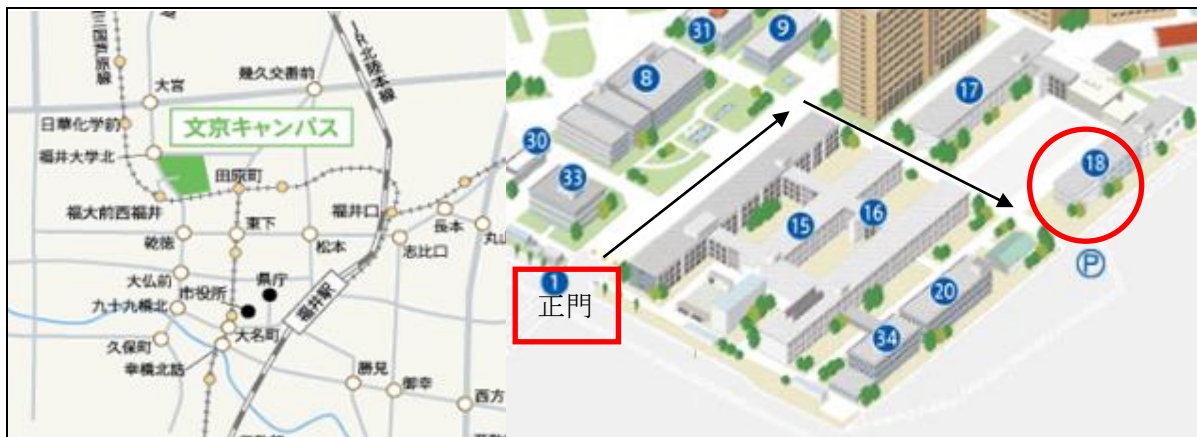 三国芦原線
大宮
幾久交番前
JR北陸本線
日華化学前
文京キャンパス
福井大学北
田原町
福大前西福井
福井口
長本
丸山
乾徳
東下
松本
志比口
大仏前
県庁
市役所
福井駅
九十九橋北
大名町
久保町
幸橋北詰
勝見
御幸
西方
31
9
8
17
30
33
18
15
16
1
正門
20
P
34